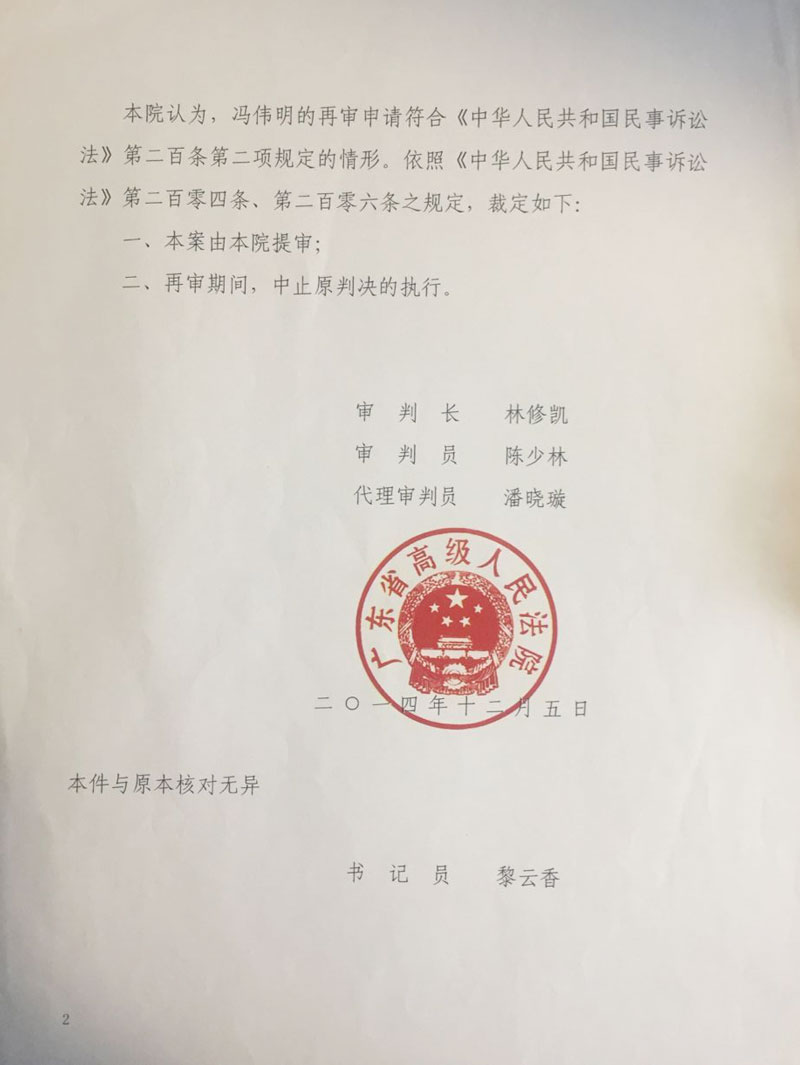 本院认为，冯伟明的再审申请符合《中华人民共和国民事诉讼
法》第二百条第二项规定的情形。依照《中华人民共和国民事诉讼
法》第二百零四条、第二百零六条之规定，裁定如下：
一、本案由本院提审；
二、再审期间，中止原判决的执行。
审 判 长 林修凯
审 判 员 陈少林
代理审判员 潘晓璇
广东省高级人民法院
二〇一四年十二月五日
本件与原本核对无异
书 记 员 黎云香
2